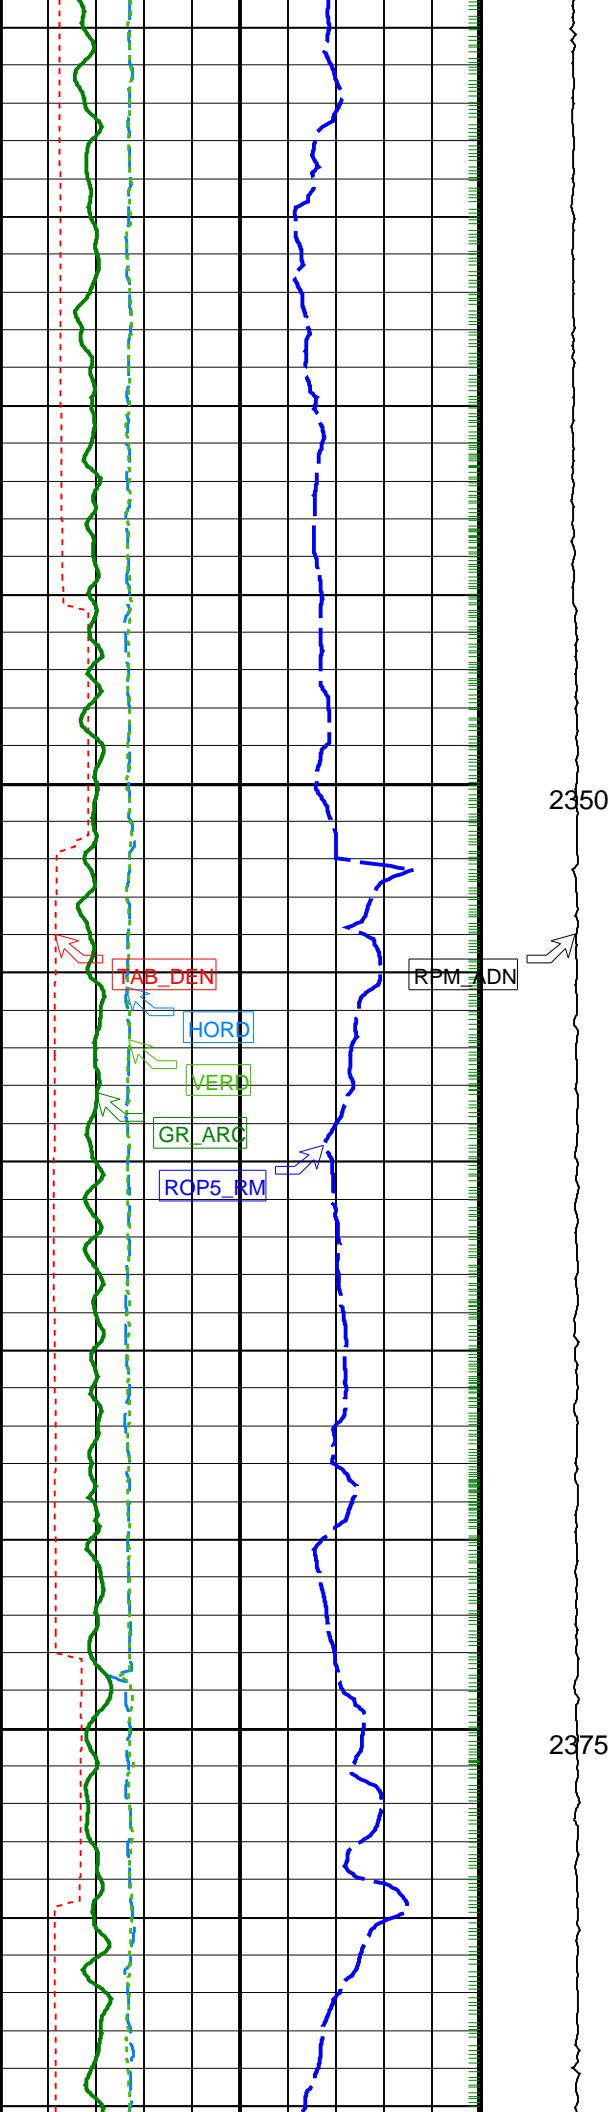 2350
TAB_DEN
RPM_ADN
HORD
VERD
GR_ARC
ROP5_RM
2375